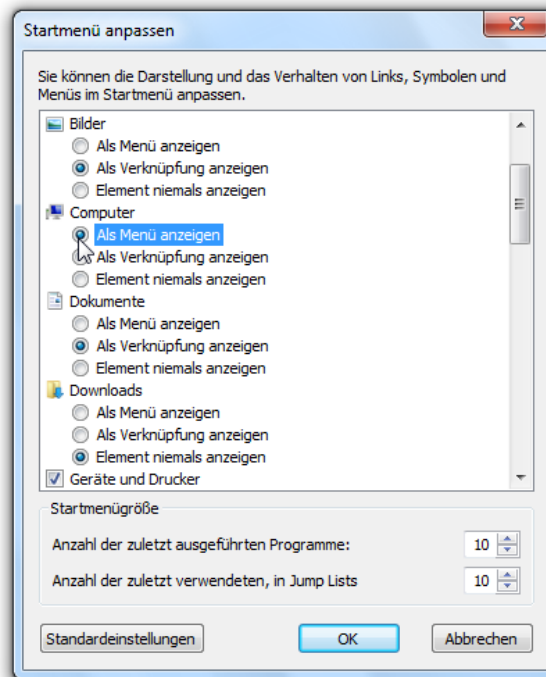 Startmenü anpassen
Sie können die Darstellung und das Verhalten von Links, Symbolen und
Menüs im Startmenü anpassen.
Bilder
Als Menü anzeigen
Als Verknüpfung anzeigen
Element niemals anzeigen
Computer
Als Menü anzeigen
Als Verknüpfung anzeigen
Element niemals anzeigen
Dokumente
Als Menü anzeigen
Als Verknüpfung anzeigen
Element niemals anzeigen
Downloads
Als Menü anzeigen
Als Verknüpfung anzeigen
Element niemals anzeigen
Geräte und Drucker
Startmenügröße
Anzahl der zuletzt ausgeführten Programme: 10
Anzahl der zuletzt verwendeten, in Jump Lists 10
Standardeinstellungen OK Abbrechen